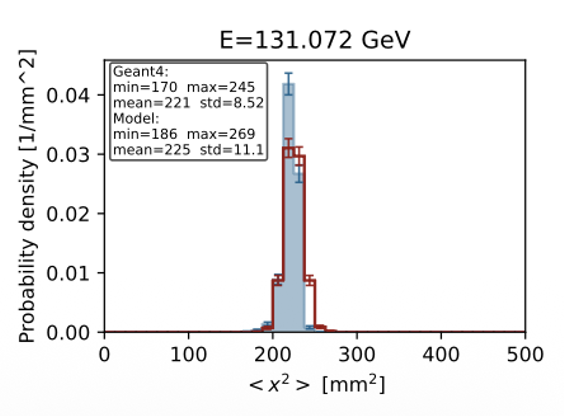 E=131.072 GeV
Probability density [1/mm^2]
Geant4:
min=170 max=245
mean=221 std=8.52
Model:
min=186 max=269
mean=225 std=11.1
0.04
0.03
0.02
0.01
0.00
0 100 200 300 400 500
< x² > [mm²]